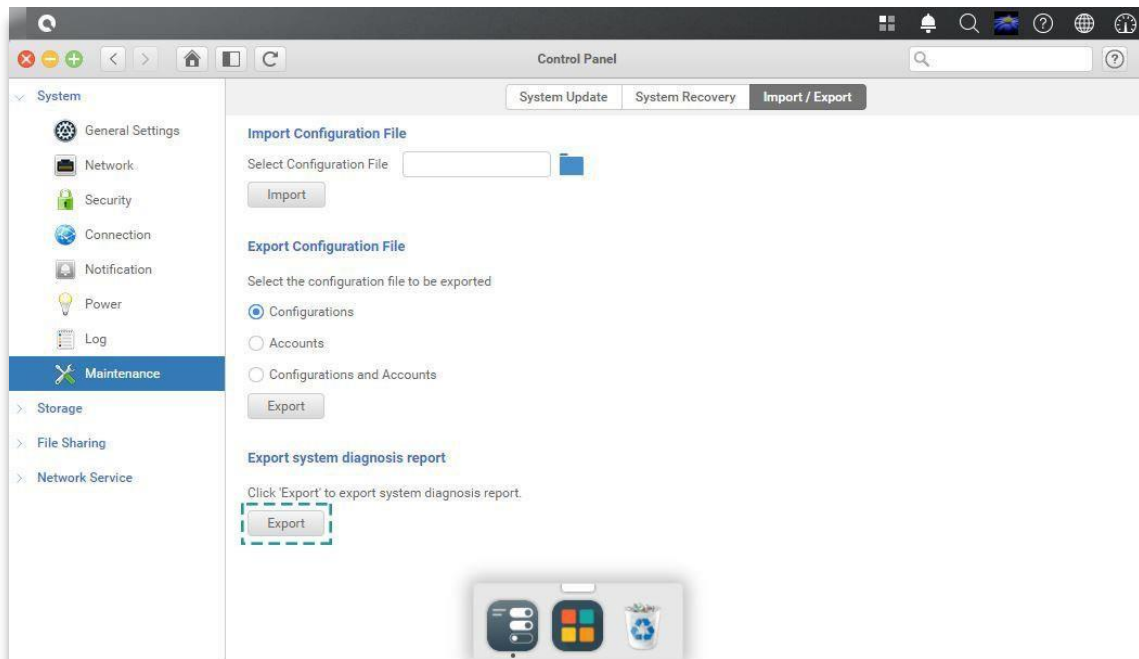 Control Panel
System
General Settings
Network
Security
Connection
Notification
Power
Log
Maintenance
Storage
File Sharing
Network Service
System Update System Recovery Import / Export
Import Configuration File
Select Configuration File
Import
Export Configuration File
Select the configuration file to be exported
Configurations
Accounts
Configurations and Accounts
Export
Export system diagnosis report
Click 'Export' to export system diagnosis report.
Export